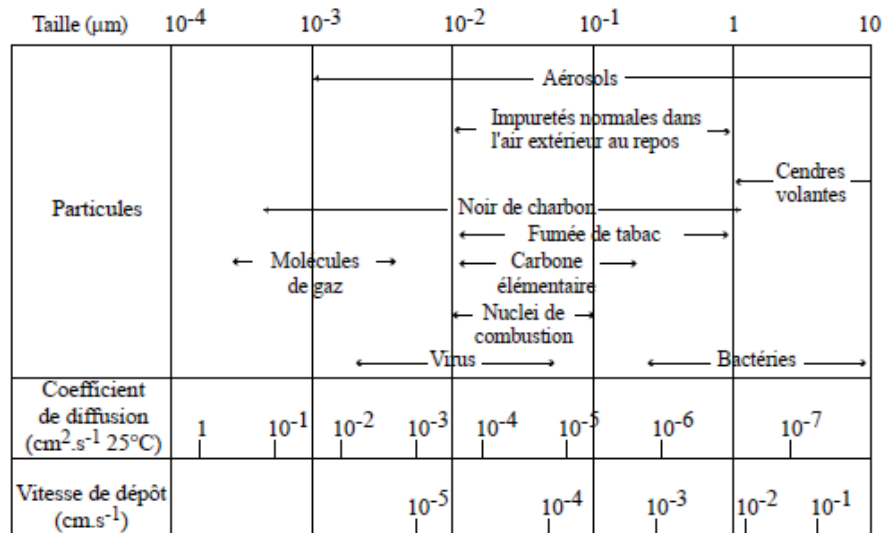 Taille (μm) 10-4 10-3 10-2 10-1 1 10
Aérosols
Impuretés normales dans
l'air extérieur au repos
Cendres
volantes
Particules
Noir de charbon
Fumée de tabac
Molécules
de gaz
Carbone
élémentaire
Nuclei de
combustion
Virus
Bactéries
Coefficient
de diffusion
(cm2.s-1 25°C)
1 10-1 10-2 10-3 10-4 10-5 10-6 10-7
Vitesse de dépôt
(cm.s-1)
10-5 10-4 10-3 10-2 10-1